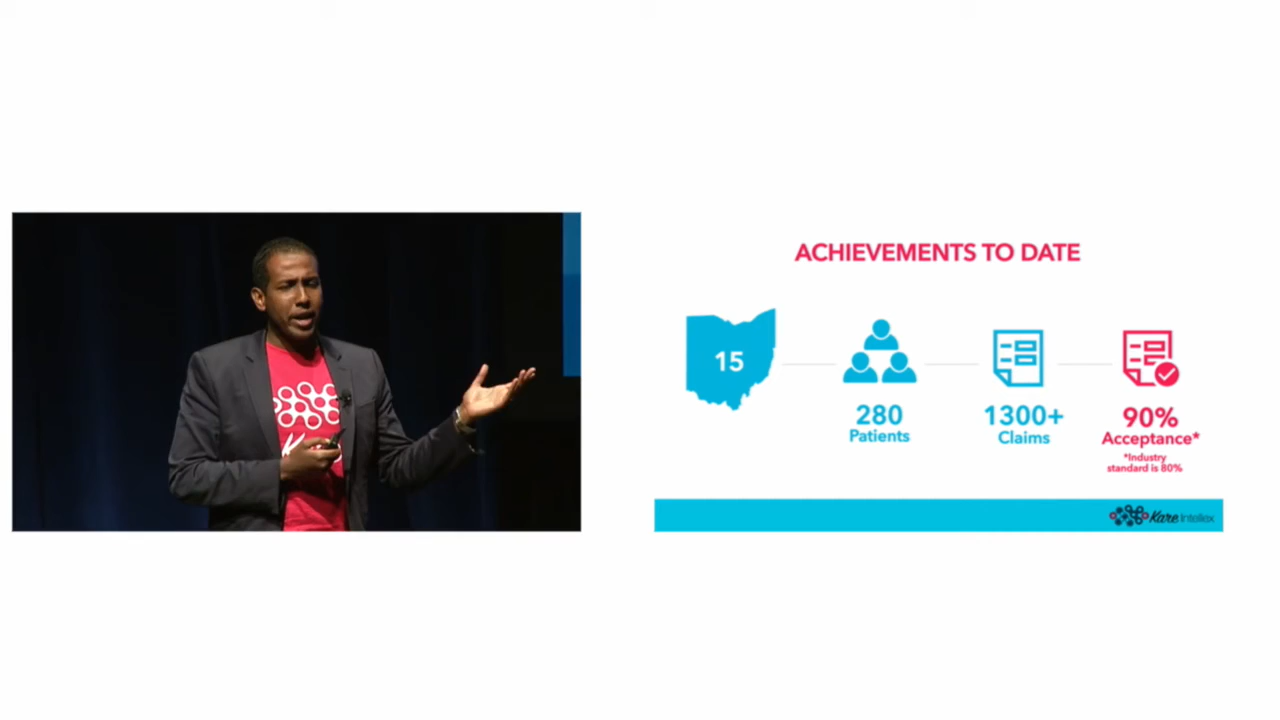 ACHIEVEMENTS TO DATE
15
280
Patients
1300+
Claims
90%
Acceptance*
*Industry
standard is 80%
Kare Intellex